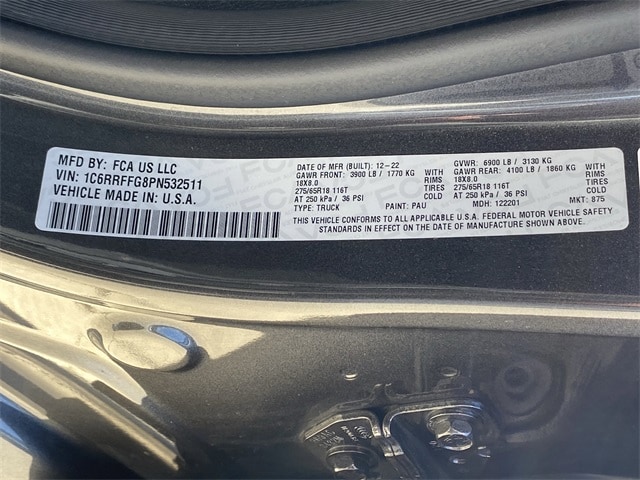 MFD BY: FCA US LLC
VIN: 1C6RRFFG8PN532511
VEHICLE MADE IN: U.S.A.
DATE OF MFR (BUILT): 12-22
GAWR FRONT: 3900 LB / 1770 KG WITH
18X8.0 RIMS
275/65R18 116T TIRES
AT 250 kPa / 36 PSI COLD
TYPE: TRUCK PAINT: PAU
GVWR: 6900 LB / 3130 KG
GAWR REAR: 4100 LB / 1860 KG WITH
18X8.0 RIMS
275/65R18 116T TIRES
AT 250 kPa / 36 PSI COLD
MDH: 122201 MKT: 875
THIS VEHICLE CONFORMS TO ALL APPLICABLE U.S.A. FEDERAL MOTOR VEHICLE SAFETY
STANDARDS IN EFFECT ON THE DATE OF MANUFACTURE SHOWN ABOVE.